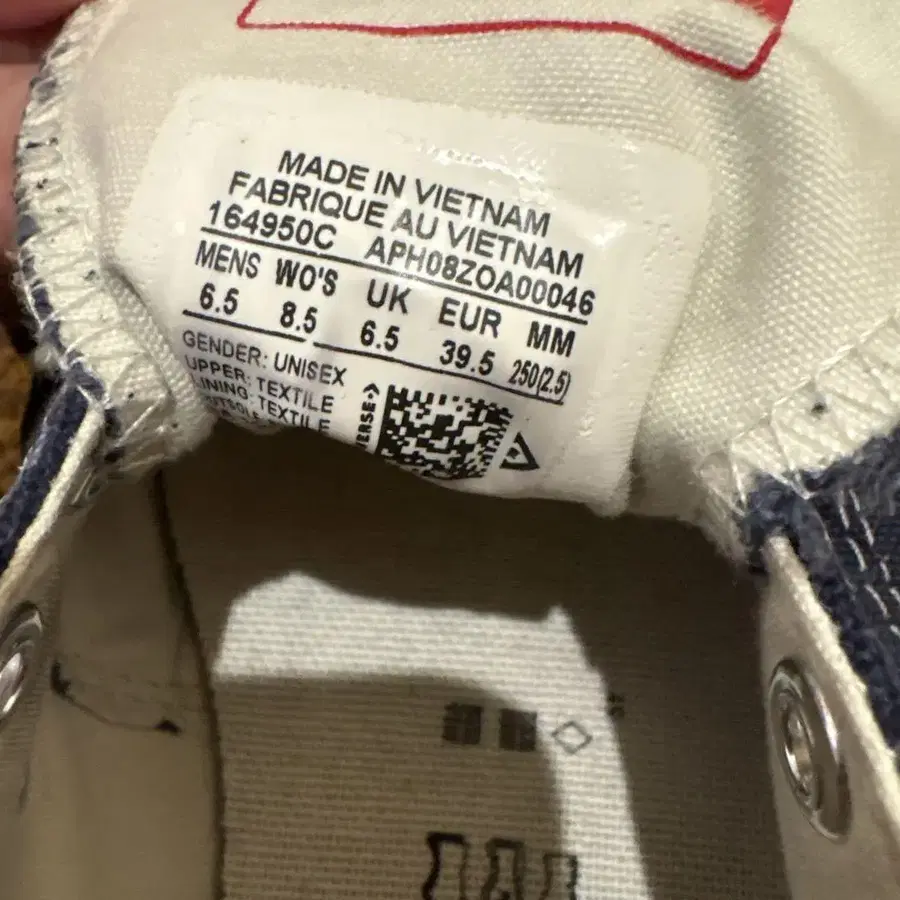 MADE IN VIETNAM
FABRIQUE AU VIETNAM
164950C APH08ZOA00046
MENS WO'S UK EUR MM
6.5 8.5 6.5 39.5 250(2.5)
GENDER: UNISEX
UPPER: TEXTILE
LINING: TEXTILE